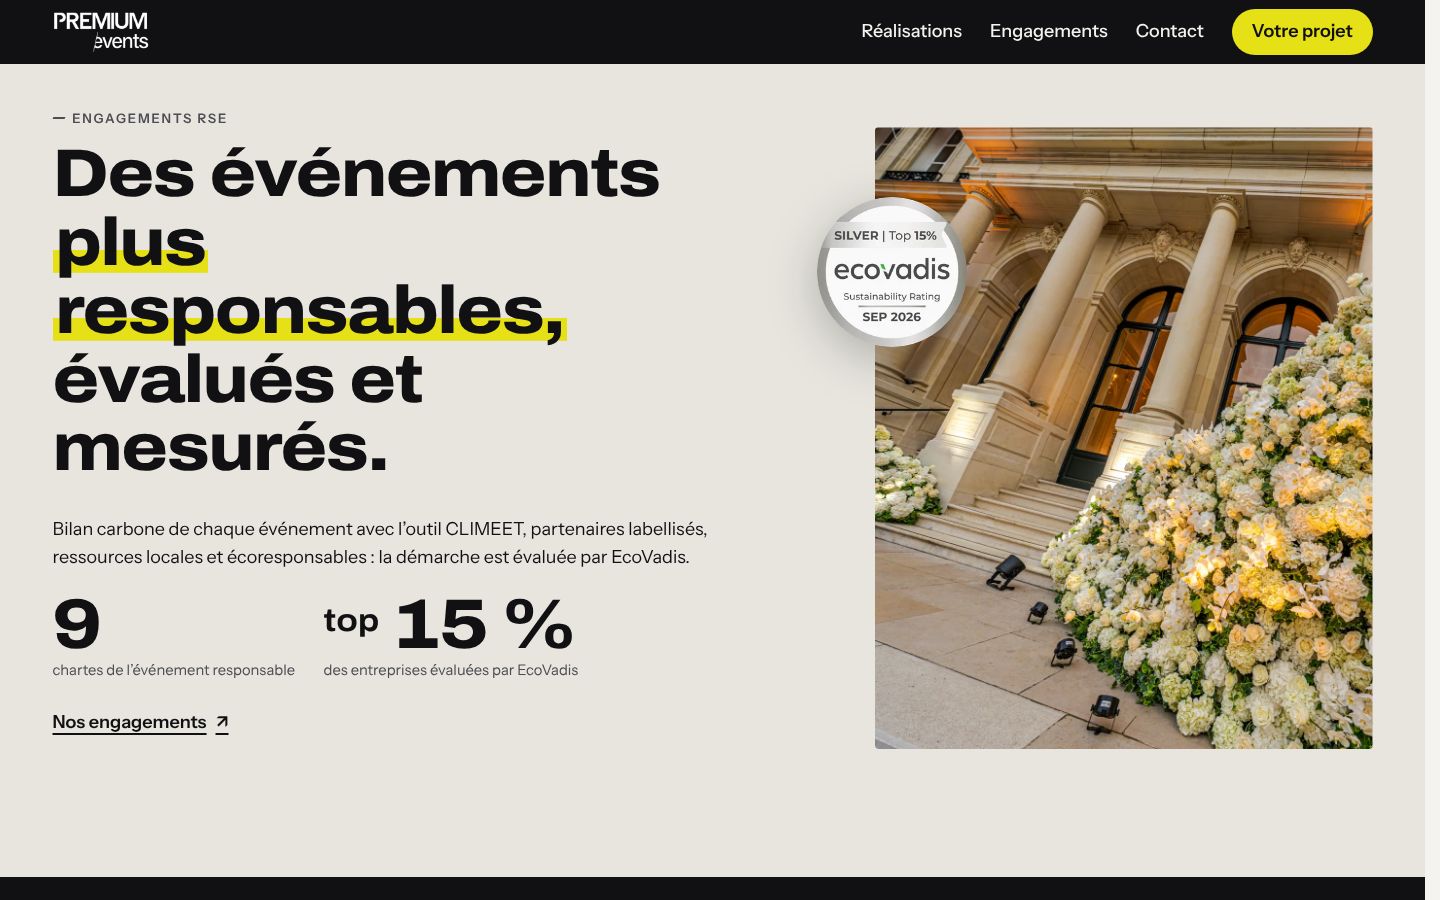 PREMIUM
events
Réalisations
Engagements
Contact
Votre projet
— ENGAGEMENTS RSE
Des événements
plus
responsables,
évalués et
mesurés.
SILVER | Top 15%
ecovadis
Sustainability Rating
SEP 2026
Bilan carbone de chaque événement avec l’outil CLIMEET, partenaires labellisés,
ressources locales et écoresponsables : la démarche est évaluée par EcoVadis.
9
chartes de l’événement responsable
top 15 %
des entreprises évaluées par EcoVadis
Nos engagements ↗